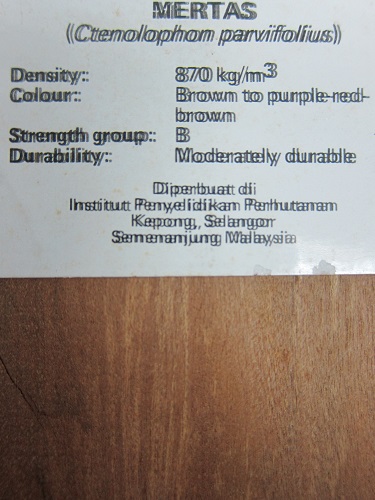 MERTAS
(Ctenolophon parvifolius)
Density: 870 kg/m³
Colour: Brown to purple-red-
brown
Strength group: B
Durability: Moderately durable
Diperbuat di
Institut Penyelidikan Perhutanan
Kepong, Selangor
Semenanjung Malaysia